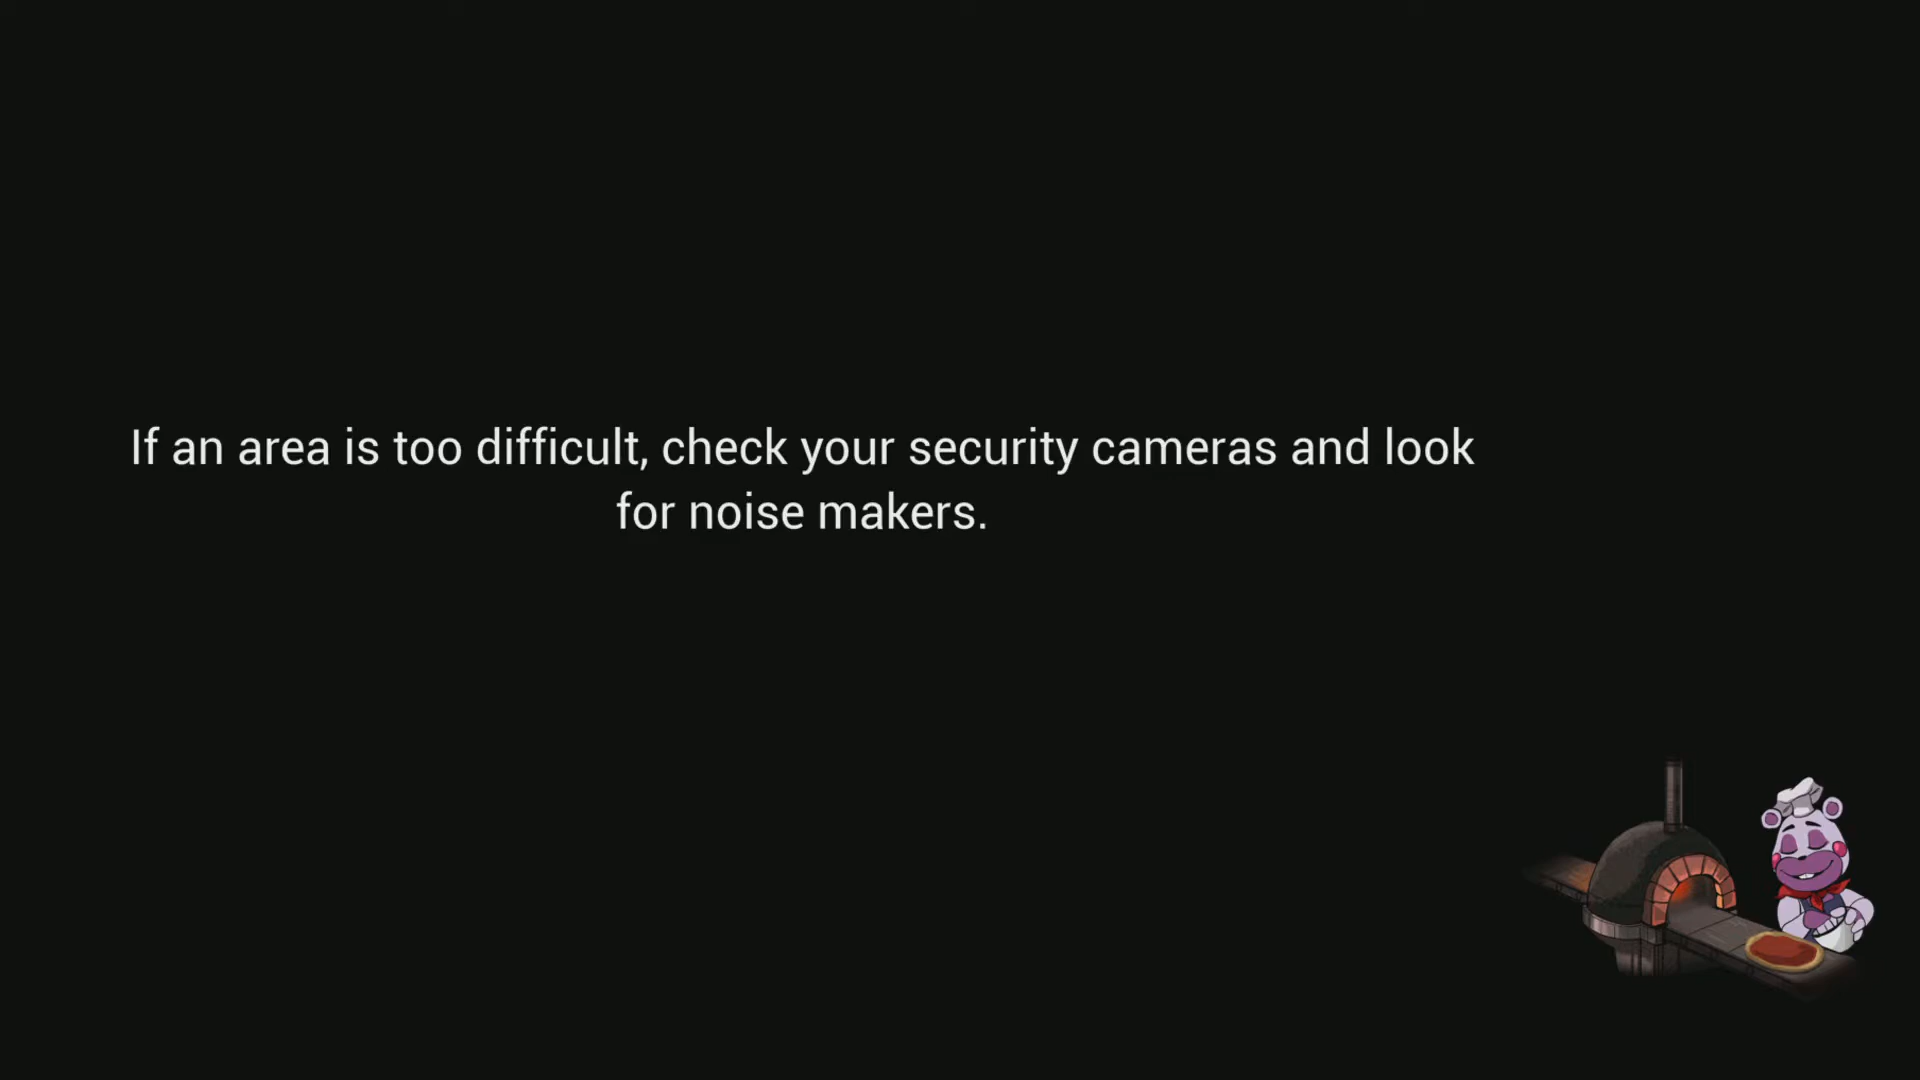 If an area is too difficult, check your security cameras and look
for noise makers.